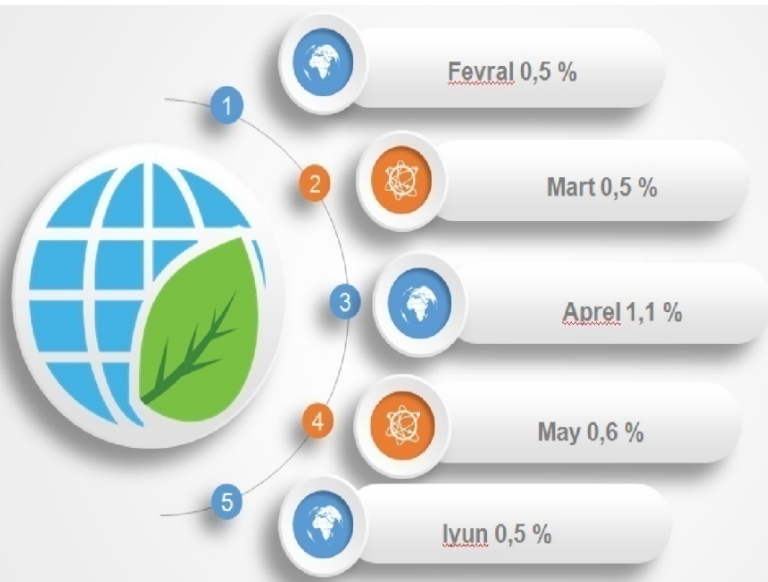 1
Fevral 0,5 %
2
Mart 0,5 %
3
Aprel 1,1 %
4
May 0,6 %
5
Iyun 0,5 %